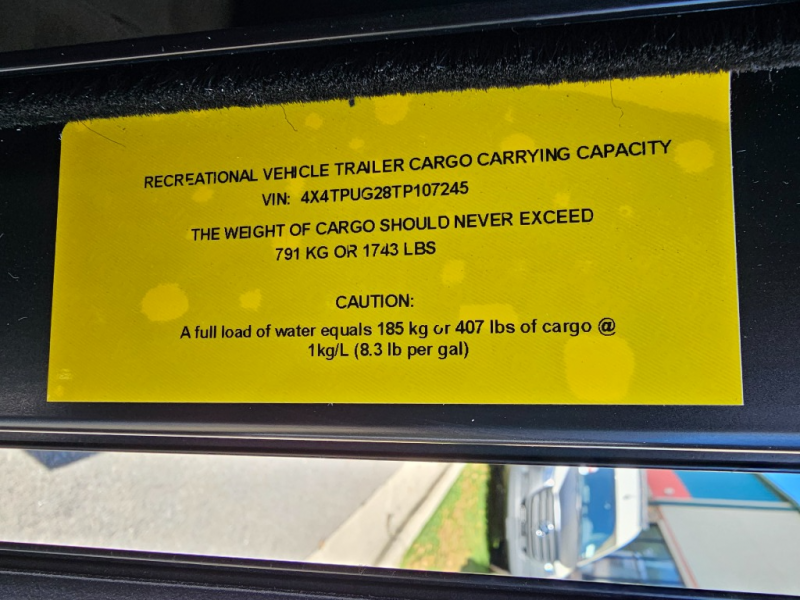 RECREATIONAL VEHICLE TRAILER CARGO CARRYING CAPACITY
VIN: 4X4TPUG28TP107245
THE WEIGHT OF CARGO SHOULD NEVER EXCEED
791 KG OR 1743 LBS
CAUTION:
A full load of water equals 185 kg or 407 lbs of cargo @
1kg/L (8.3 lb per gal)